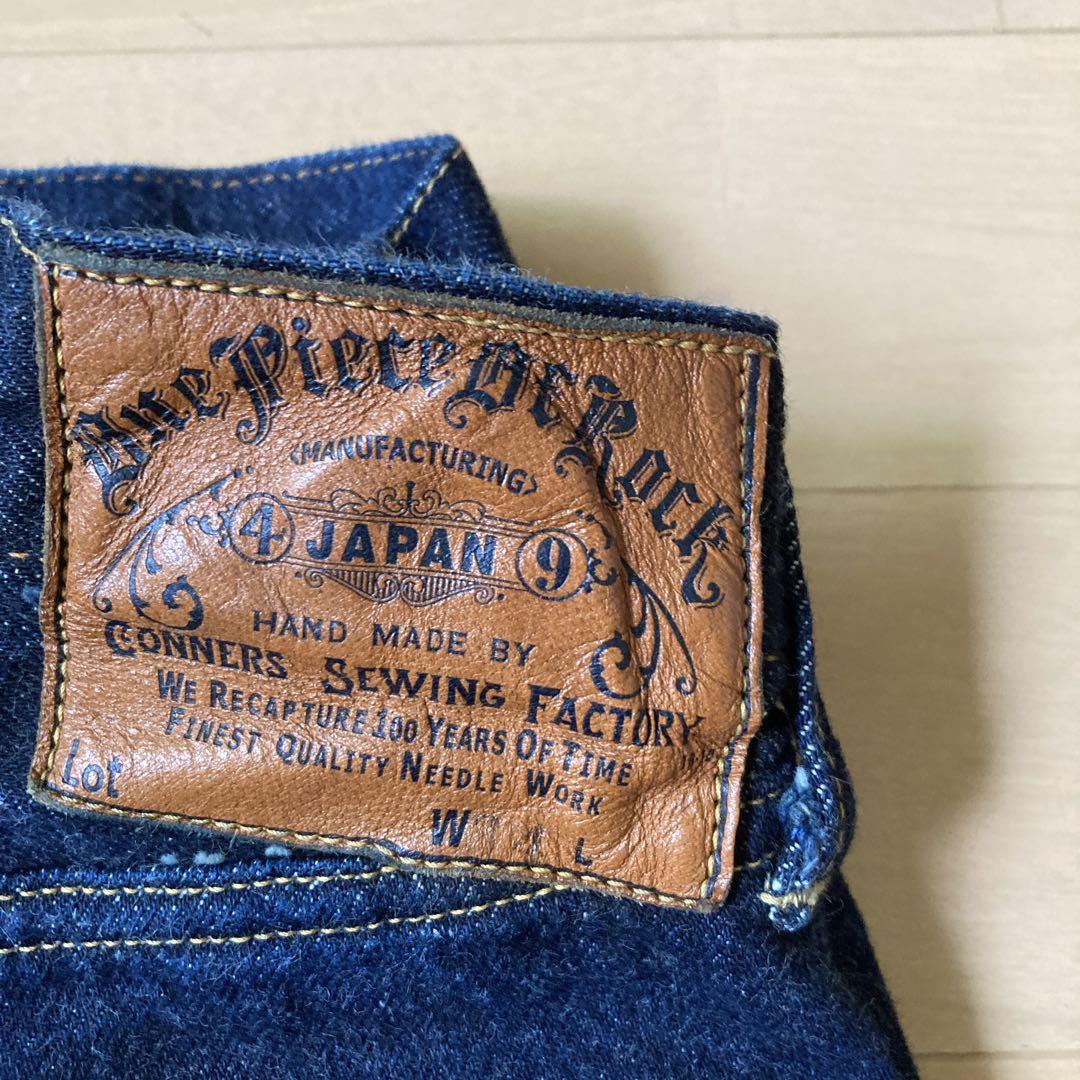 One Piece Of Rock
<MANUFACTURING>
4 JAPAN 9
HAND MADE BY
CONNERS SEWING FACTORY
WE RECAPTURE 100 YEARS OF TIME
FINEST QUALITY NEEDLE WORK
Lot
W L